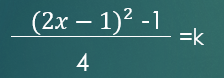 (2x – 1)² -1
=k
4